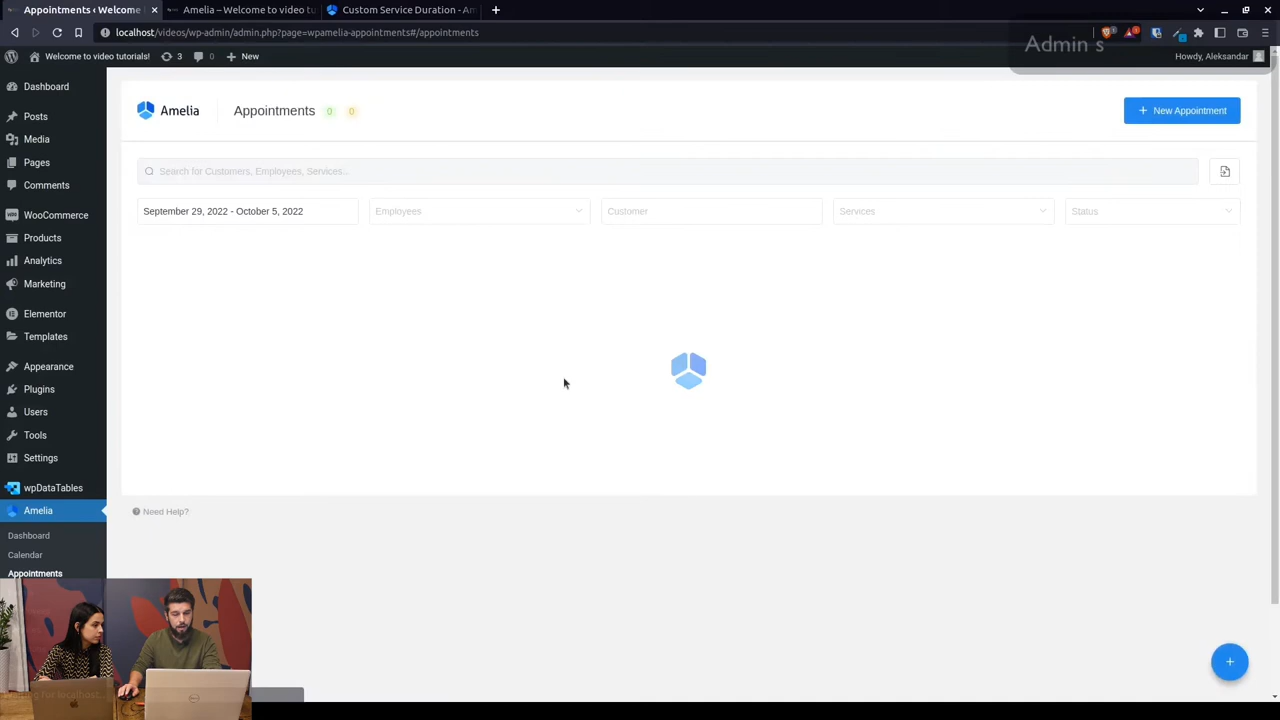 Appointments ‹ Welcome
Amelia – Welcome to video tu
Custom Service Duration - Am
localhost/videos/wp-admin/admin.php?page=wpamelia-appointments#/appointments
Admin s
Welcome to video tutorials!
3
0
New
Howdy, Aleksandar
Dashboard
Posts
Media
Pages
Comments
WooCommerce
Products
Analytics
Marketing
Elementor
Templates
Appearance
Plugins
Users
Tools
Settings
wpDataTables
Amelia
Dashboard
Calendar
Appointments
Amelia
Appointments
0
0
+ New Appointment
Search for Customers, Employees, Services...
September 29, 2022 - October 5, 2022
Employees
Customer
Services
Status
Need Help?
Waiting for localhost...